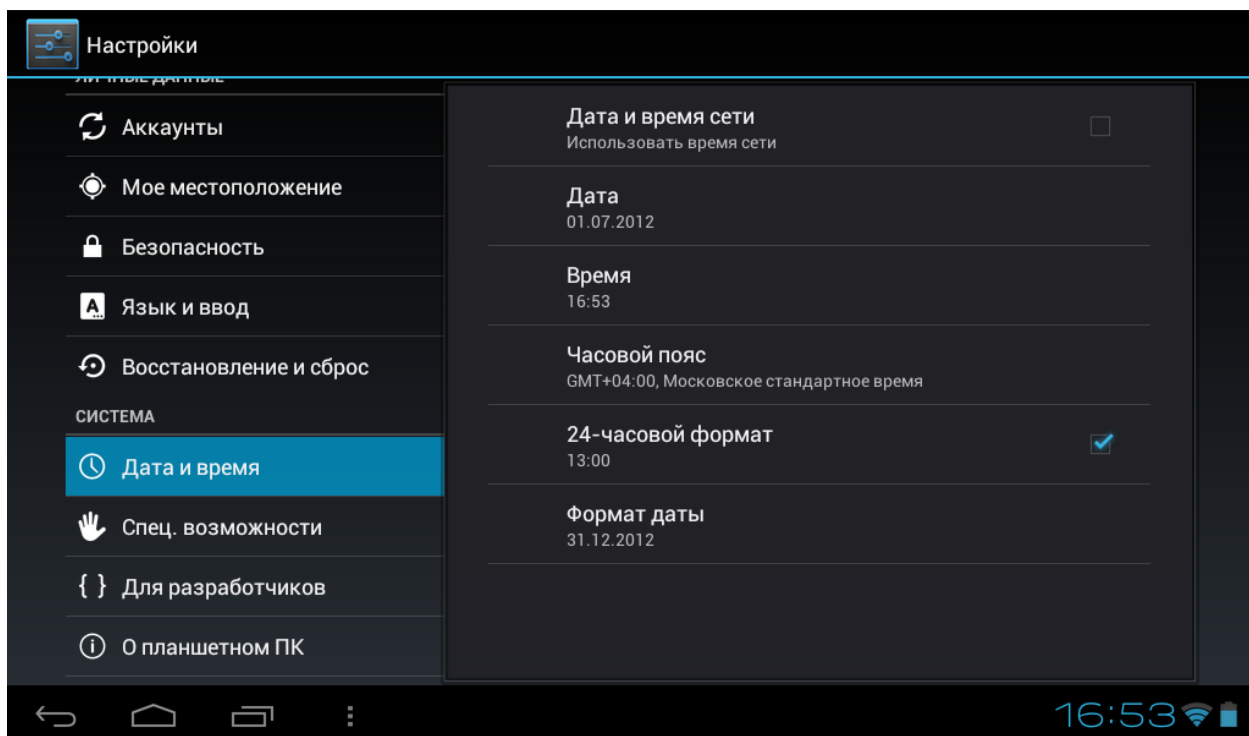 Настройки
ЛИЧНЫЕ ДАННЫЕ
Аккаунты
Мое местоположение
Безопасность
Язык и ввод
Восстановление и сброс
СИСТЕМА
Дата и время
Спец. возможности
{ } Для разработчиков
О планшетном ПК
Дата и время сети
Использовать время сети
Дата
01.07.2012
Время
16:53
Часовой пояс
GMT+04:00, Московское стандартное время
24-часовой формат
13:00
Формат даты
31.12.2012
16:53